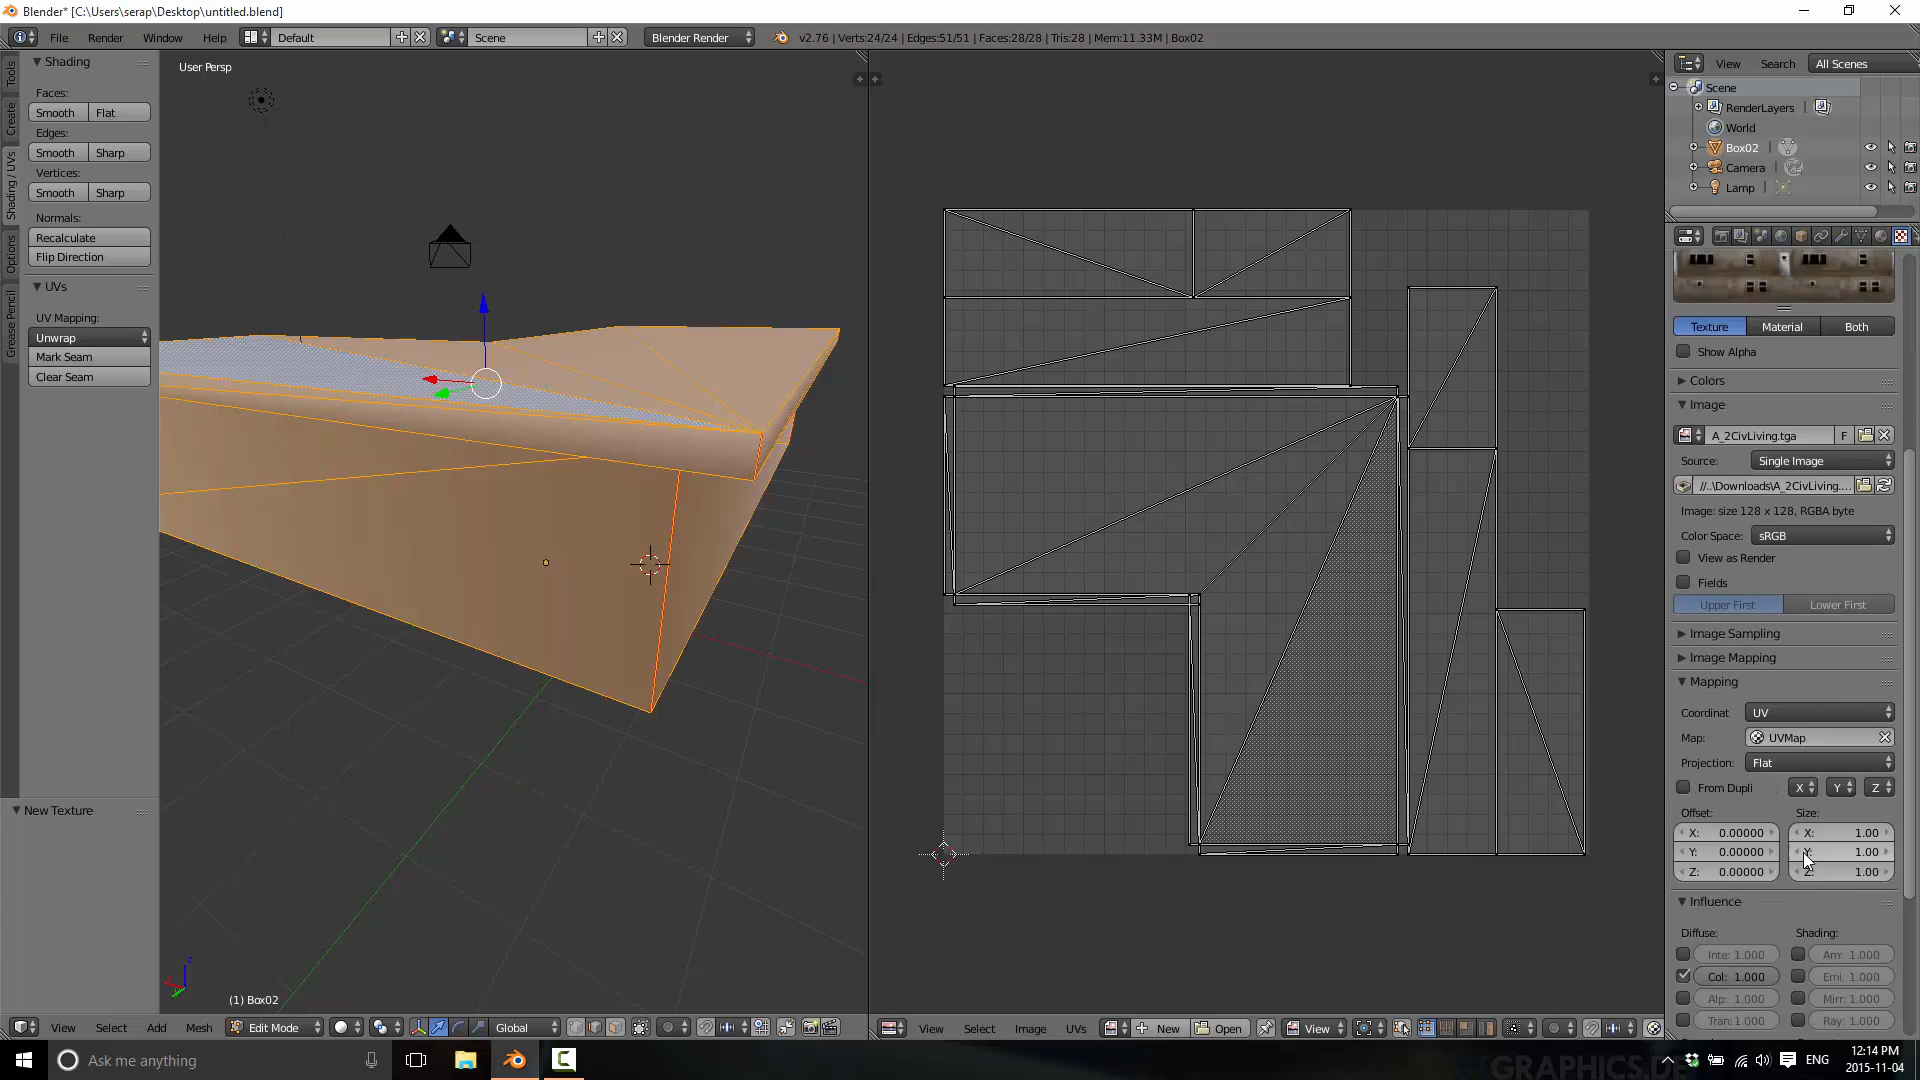 Blender* [C:\Users\serap\Desktop\untitled.blend]
File Render Window Help Default Scene Blender Render v2.76 | Verts:24/24 | Edges:51/51 | Faces:28/28 | Tris:28 | Mem:11.33M | Box02
Tools
Create
Shading / UVs
Options
Grease Pencil
Shading
Faces:
Smooth Flat
Edges:
Smooth Sharp
Vertices:
Smooth Sharp
Normals:
Recalculate
Flip Direction
UVs
UV Mapping:
Unwrap
Mark Seam
Clear Seam
New Texture
User Persp
(1) Box02
View Select Add Mesh Edit Mode Global
View Select Image UVs New Open View
View Search All Scenes
Scene
RenderLayers
World
Box02
Camera
Lamp
Texture Material Both
Show Alpha
Colors
Image
A_2CivLiving.tga F
Source: Single Image
//..\Downloads\A_2CivLiving....
Image: size 128 x 128, RGBA byte
Color Space: sRGB
View as Render
Fields
Upper First Lower First
Image Sampling
Image Mapping
Mapping
Coordinat UV
Map: UVMap
Projection: Flat
From Dupli X Y Z
Offset: Size:
X: 0.00000 X: 1.00
Y: 0.00000 Y: 1.00
Z: 0.00000 Z: 1.00
Influence
Diffuse: Shading:
Inte: 1.000 Am: 1.000
Col: 1.000 Emi: 1.000
Alp: 1.000 Mirr: 1.000
Tran:1.000 Ray: 1.000
Ask me anything
ENG
12:14 PM
2015-11-04